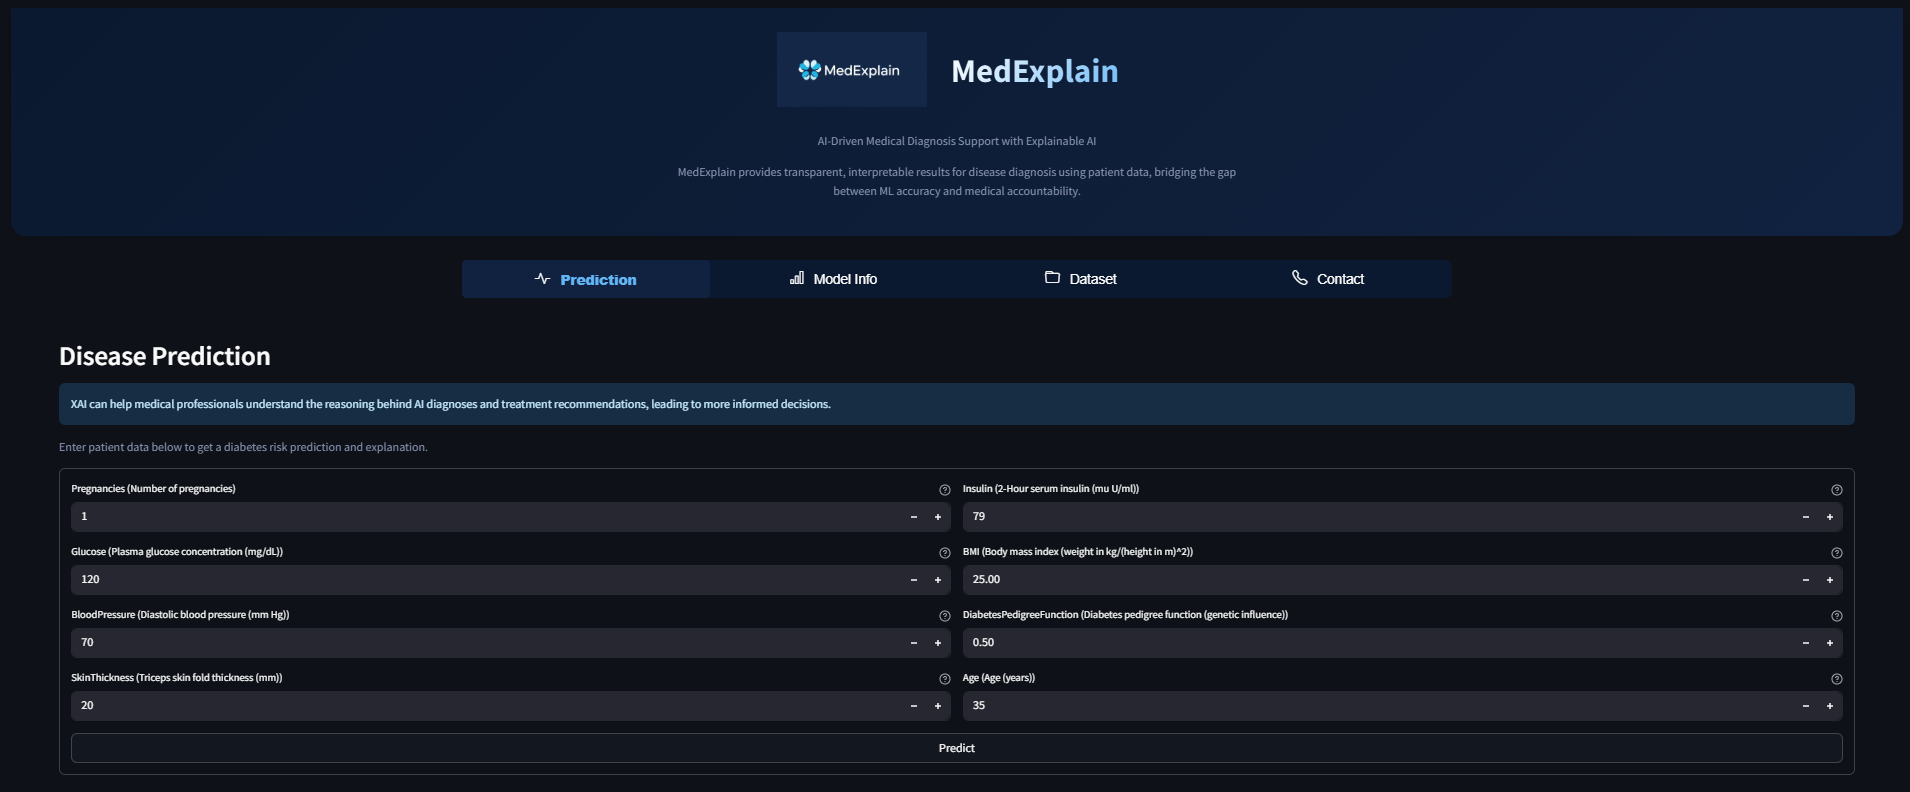 MedExplain
MedExplain
AI-Driven Medical Diagnosis Support with Explainable AI
MedExplain provides transparent, interpretable results for disease diagnosis using patient data, bridging the gap
between ML accuracy and medical accountability.
Prediction
Model Info
Dataset
Contact
Disease Prediction
XAI can help medical professionals understand the reasoning behind AI diagnoses and treatment recommendations, leading to more informed decisions.
Enter patient data below to get a diabetes risk prediction and explanation.
Pregnancies (Number of pregnancies)
1
Glucose (Plasma glucose concentration (mg/dL))
120
BloodPressure (Diastolic blood pressure (mm Hg))
70
SkinThickness (Triceps skin fold thickness (mm))
20
Insulin (2-Hour serum insulin (mu U/ml))
79
BMI (Body mass index (weight in kg/(height in m)^2))
25.00
DiabetesPedigreeFunction (Diabetes pedigree function (genetic influence))
0.50
Age (Age (years))
35
Predict